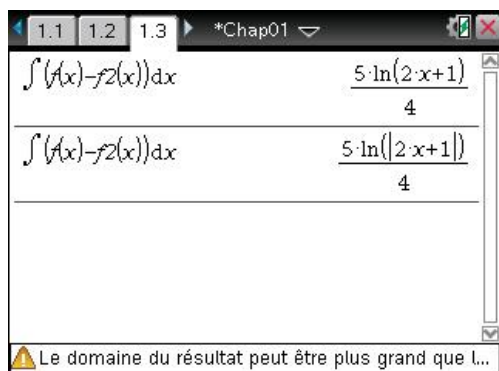 1.1 1.2 1.3 *Chap01
∫(f(x)-f2(x))dx 5·ln(2·x+1)
4
∫(f(x)-f2(x))dx 5·ln(|2·x+1|)
4
Le domaine du résultat peut être plus grand que l...